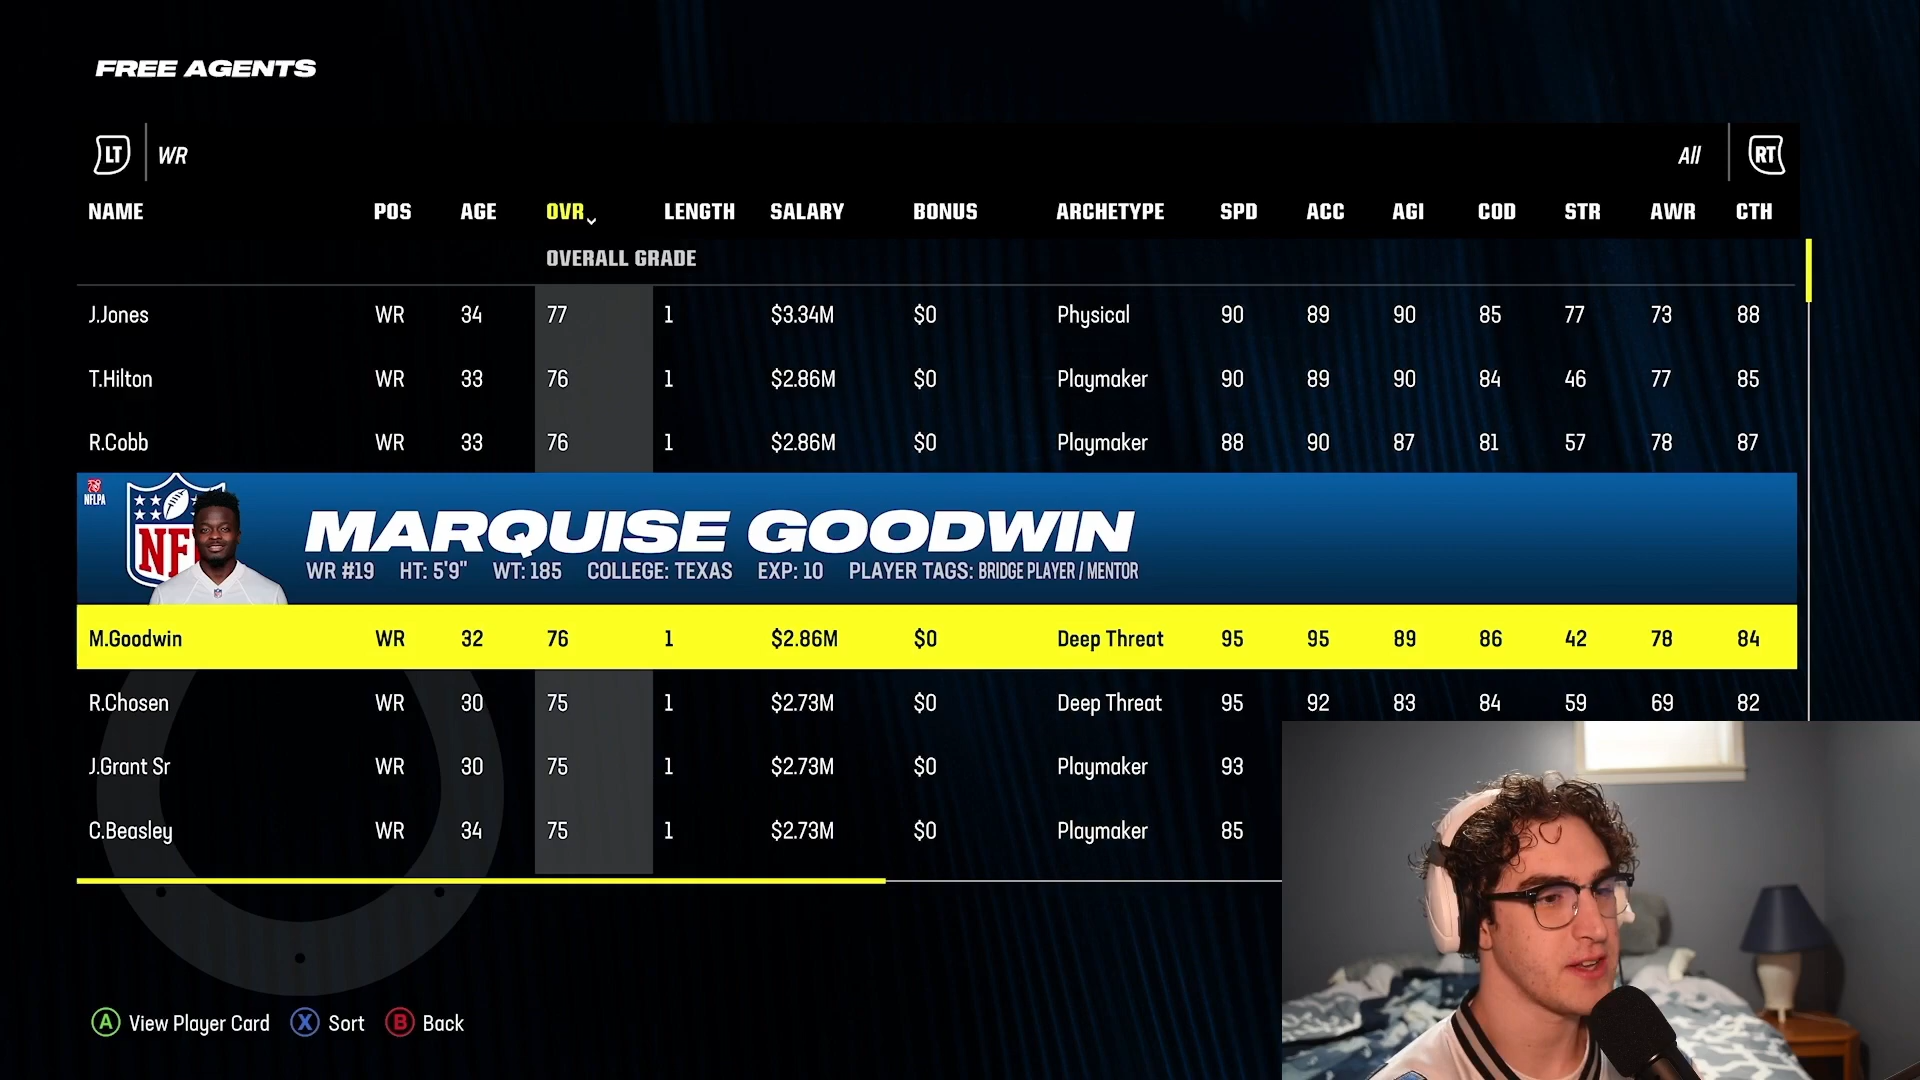 FREE AGENTS
LT WR All RT
NAME POS AGE OVR LENGTH SALARY BONUS ARCHETYPE SPD ACC AGI COD STR AWR CTH
OVERALL GRADE
J.Jones WR 34 77 1 $3.34M $0 Physical 90 89 90 85 77 73 88
T.Hilton WR 33 76 1 $2.86M $0 Playmaker 90 89 90 84 46 77 85
R.Cobb WR 33 76 1 $2.86M $0 Playmaker 88 90 87 81 57 78 87
NFLPA
NF
MARQUISE GOODWIN
WR #19 HT: 5'9" WT: 185 COLLEGE: TEXAS EXP: 10 PLAYER TAGS: BRIDGE PLAYER / MENTOR
M.Goodwin WR 32 76 1 $2.86M $0 Deep Threat 95 95 89 86 42 78 84
R.Chosen WR 30 75 1 $2.73M $0 Deep Threat 95 92 83 84 59 69 82
J.Grant Sr WR 30 75 1 $2.73M $0 Playmaker 93
C.Beasley WR 34 75 1 $2.73M $0 Playmaker 85
A View Player Card X Sort B Back